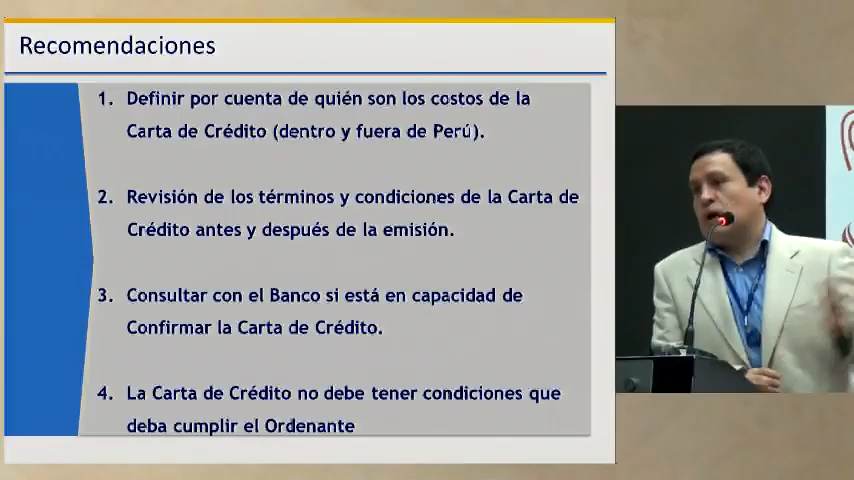 Recomendaciones
1. Definir por cuenta de quién son los costos de la
Carta de Crédito (dentro y fuera de Perú).
2. Revisión de los términos y condiciones de la Carta de
Crédito antes y después de la emisión.
3. Consultar con el Banco si está en capacidad de
Confirmar la Carta de Crédito.
4. La Carta de Crédito no debe tener condiciones que
deba cumplir el Ordenante